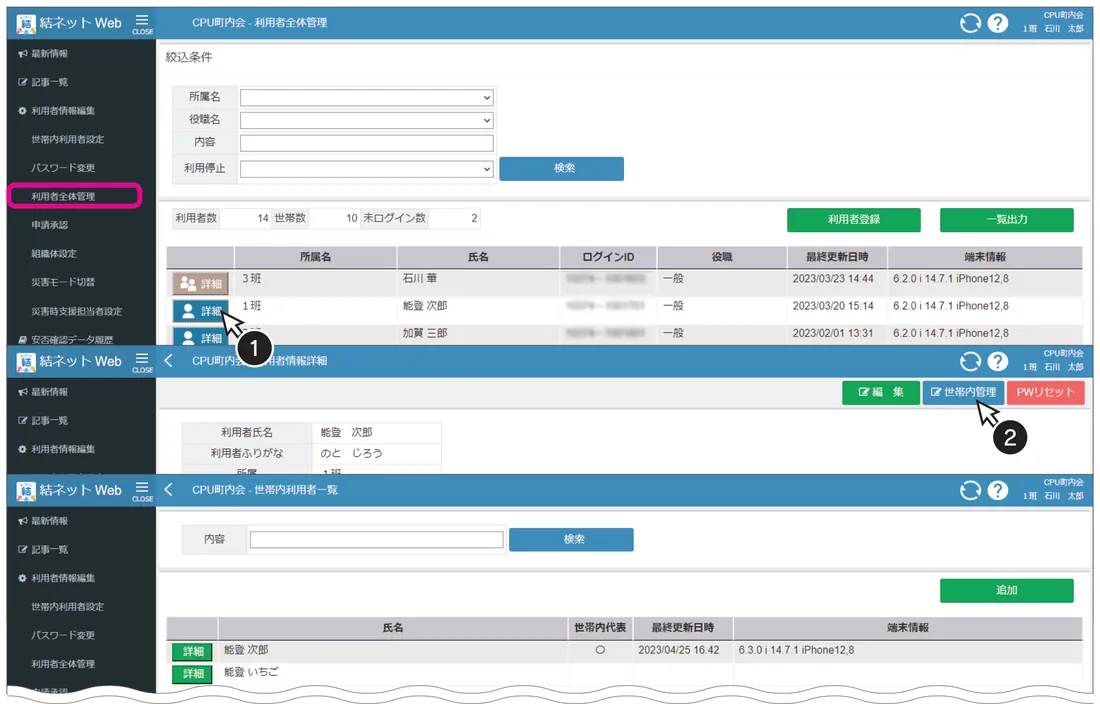 結 結ネット Web CLOSE CPU町内会 - 利用者全体管理 ? CPU町内会
1班 石川 太郎
最新情報
記事一覧
利用者情報編集
世帯内利用者設定
パスワード変更
利用者全体管理
申請承認
組織体設定
災害モード切替
災害時支援担当者設定
安否確認データ履歴
絞込条件
所属名
役職名
内容
利用停止 検索
利用者数 14 世帯数 10 未ログイン数 2 利用者登録 一覧出力
所属名 氏名 ログインID 役職 最終更新日時 端末情報
詳細 3班 石川 華 一般 2023/03/23 14:44 6.2.0 i 14.7.1 iPhone12,8
詳細 1班 能登 次郎 一般 2023/03/20 15:14 6.2.0 i 14.7.1 iPhone12,8
詳細 加賀 三郎 一般 2023/02/01 13:31 6.2.0 i 14.7.1 iPhone12,8
1
結 結ネット Web CLOSE CPU町内会 用者情報詳細 ? CPU町内会
1班 石川 太郎
最新情報
記事一覧
利用者情報編集
編 集 世帯内管理 PWリセット
2
利用者氏名 能登 次郎
利用者ふりがな のと じろう
所属 1班
結 結ネット Web CLOSE CPU町内会 - 世帯内利用者一覧 ? CPU町内会
1班 石川 太郎
最新情報
記事一覧
利用者情報編集
世帯内利用者設定
パスワード変更
利用者全体管理
申請承認
内容 検索
追加
氏名 世帯内代表 最終更新日時 端末情報
詳細 能登 次郎 ○ 2023/04/25 16:42 6.3.0 i 14.7.1 iPhone12,8
詳細 能登 いちご